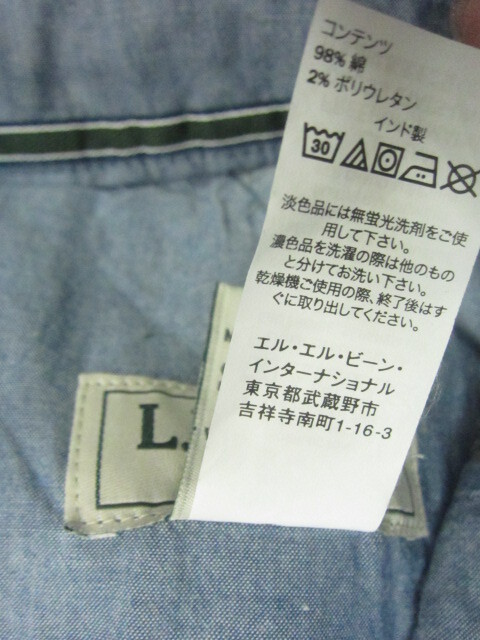 コンテンツ
98% 綿
2% ポリウレタン
インド製
30
淡色品には無蛍光洗剤をご使
用して下さい。
濃色品を洗濯の際は他のもの
と分けてお洗い下さい。
乾燥機ご使用の際、終了後はす
ぐに取り出してください。
エル・エル・ビーン・
インターナショナル
東京都武蔵野市
吉祥寺南町1-16-3
L.